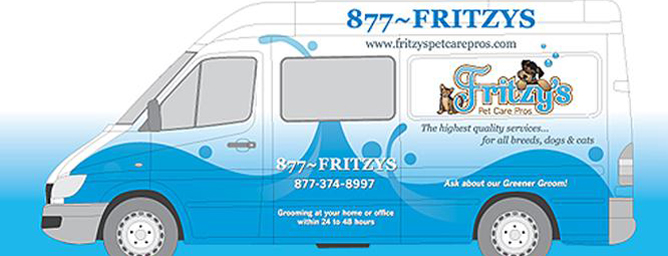 877~FRITZYS
www.fritzyspetcarepros.com
Fritzy's
Pet Care Pros
The highest quality services...
for all breeds, dogs & cats
877~FRITZYS
877-374-8997
Ask about our Greener Groom!
Grooming at your home or office
within 24 to 48 hours